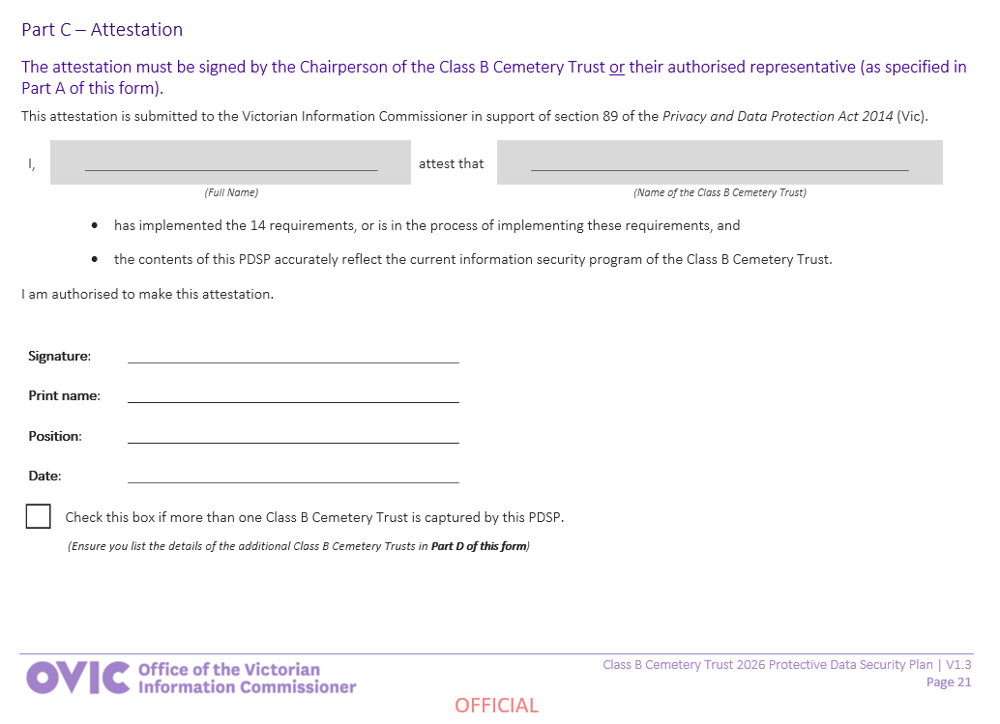 Part C – Attestation
The attestation must be signed by the Chairperson of the Class B Cemetery Trust or their authorised representative (as specified in
Part A of this form).
This attestation is submitted to the Victorian Information Commissioner in support of section 89 of the Privacy and Data Protection Act 2014 (Vic).
I, attest that
(Full Name) (Name of the Class B Cemetery Trust)
• has implemented the 14 requirements, or is in the process of implementing these requirements, and
• the contents of this PDSP accurately reflect the current information security program of the Class B Cemetery Trust.
I am authorised to make this attestation.
Signature:
Print name:
Position:
Date:
Check this box if more than one Class B Cemetery Trust is captured by this PDSP.
(Ensure you list the details of the additional Class B Cemetery Trusts in Part D of this form)
OVIC Office of the Victorian
Information Commissioner
Class B Cemetery Trust 2026 Protective Data Security Plan | V1.3
Page 21
OFFICIAL